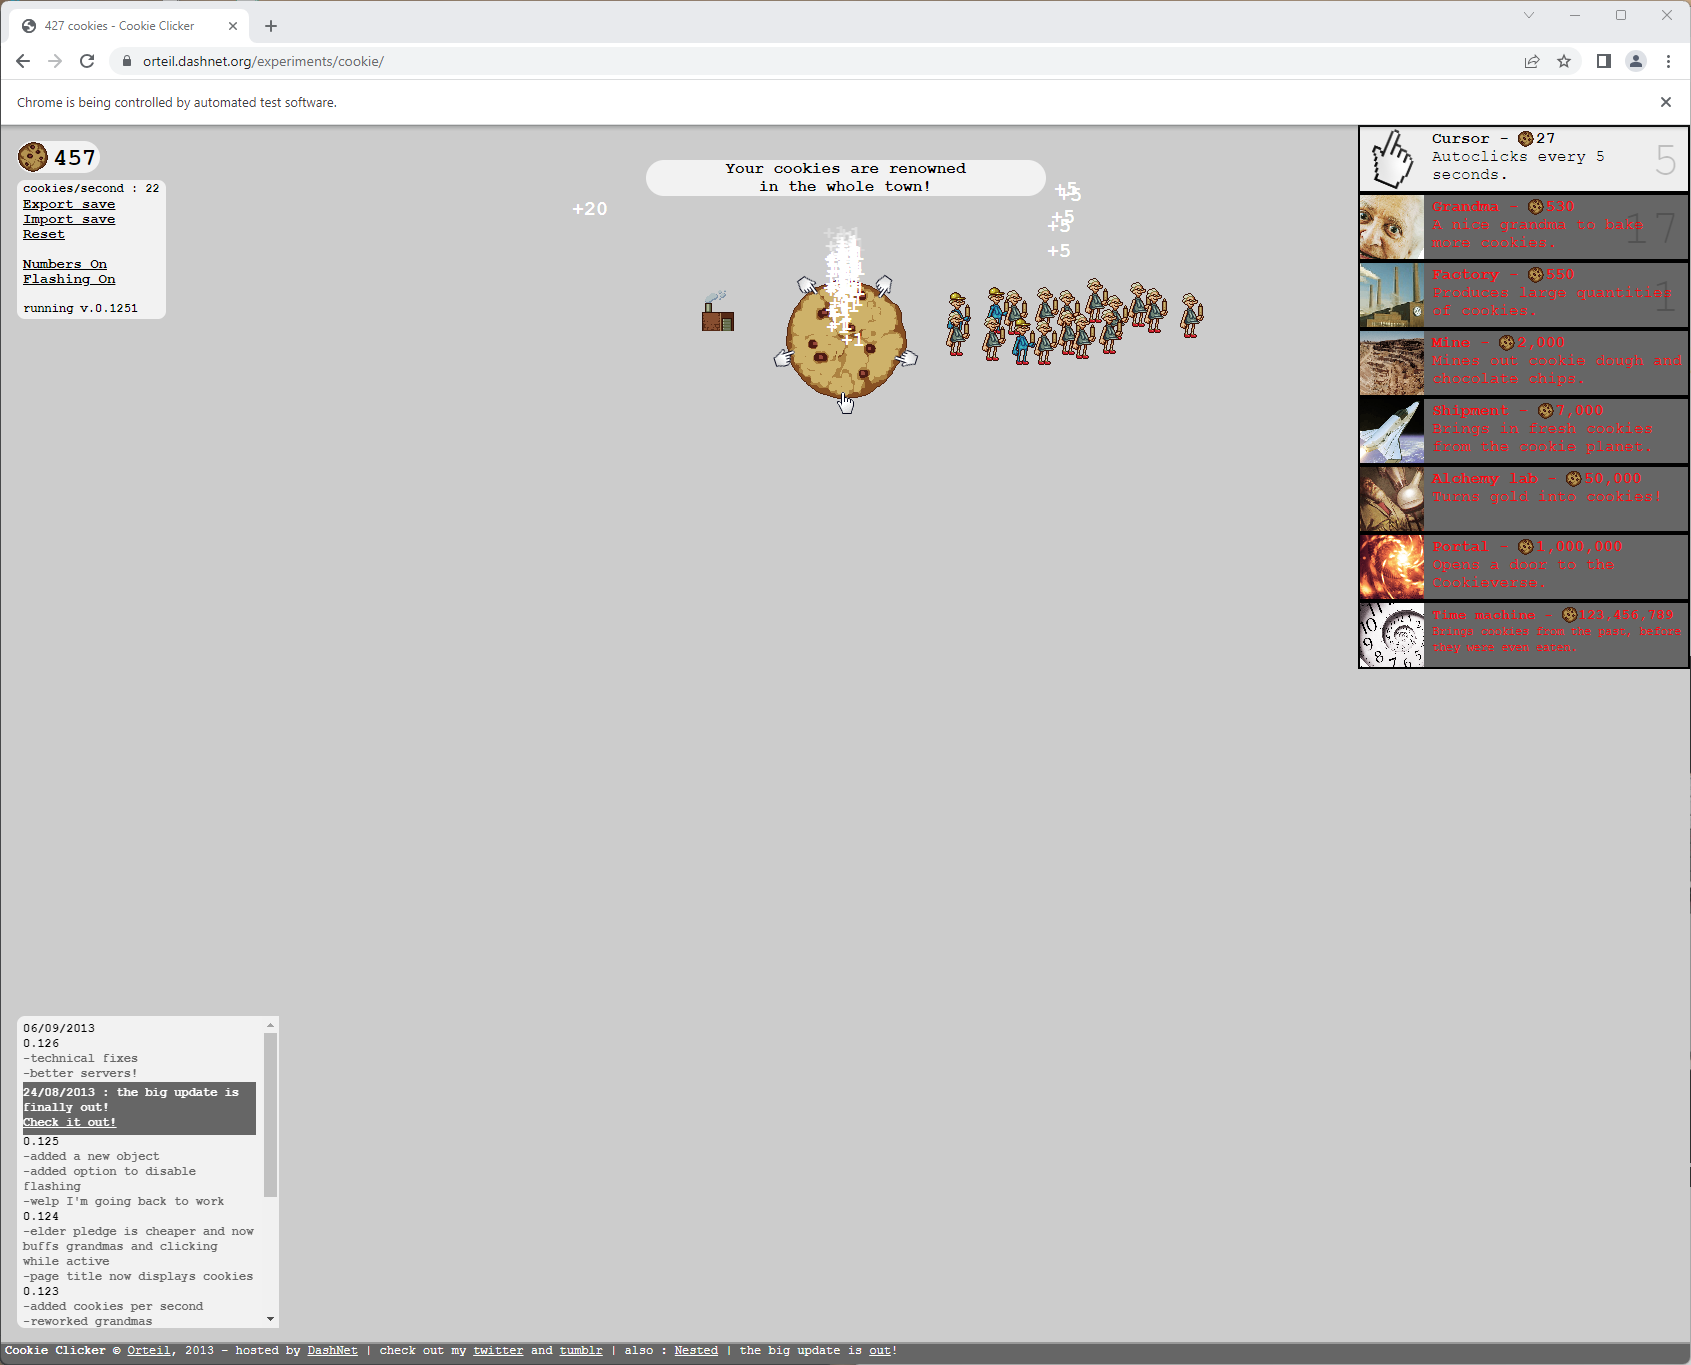 427 cookies - Cookie Clicker
orteil.dashnet.org/experiments/cookie/
Chrome is being controlled by automated test software.
457
cookies/second : 22
Export save
Import save
Reset
Numbers On
Flashing On
running v.0.1251
Your cookies are renowned
in the whole town!
+20
+5
+5
+5
+5
+5
+1
+1
+1
Cursor - 27
Autoclicks every 5
seconds.
5
Grandma - 530
A nice grandma to bake
more cookies.
17
Factory - 550
Produces large quantities
of cookies.
1
Mine - 2,000
Mines out cookie dough and
chocolate chips.
Shipment - 7,000
Brings in fresh cookies
from the cookie planet.
Alchemy lab - 50,000
Turns gold into cookies!
Portal - 1,000,000
Opens a door to the
Cookieverse.
Time machine - 123,456,789
Brings cookies from the past, before
they were even eaten.
06/09/2013
0.126
-technical fixes
-better servers!
24/08/2013 : the big update is
finally out!
Check it out!
0.125
-added a new object
-added option to disable
flashing
-welp I'm going back to work
0.124
-elder pledge is cheaper and now
buffs grandmas and clicking
while active
-page title now displays cookies
0.123
-added cookies per second
-reworked grandmas
Cookie Clicker © Orteil, 2013 - hosted by DashNet | check out my twitter and tumblr | also : Nested | the big update is out!